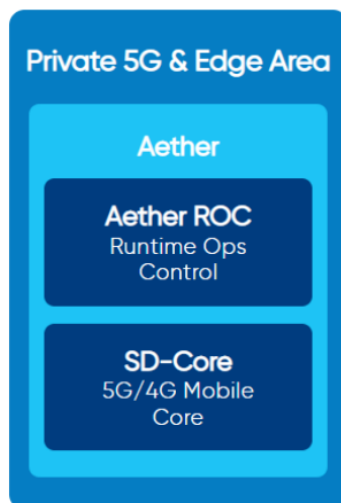 Private 5G & Edge Area
Aether
Aether ROC
Runtime Ops
Control
SD-Core
5G/4G Mobile
Core